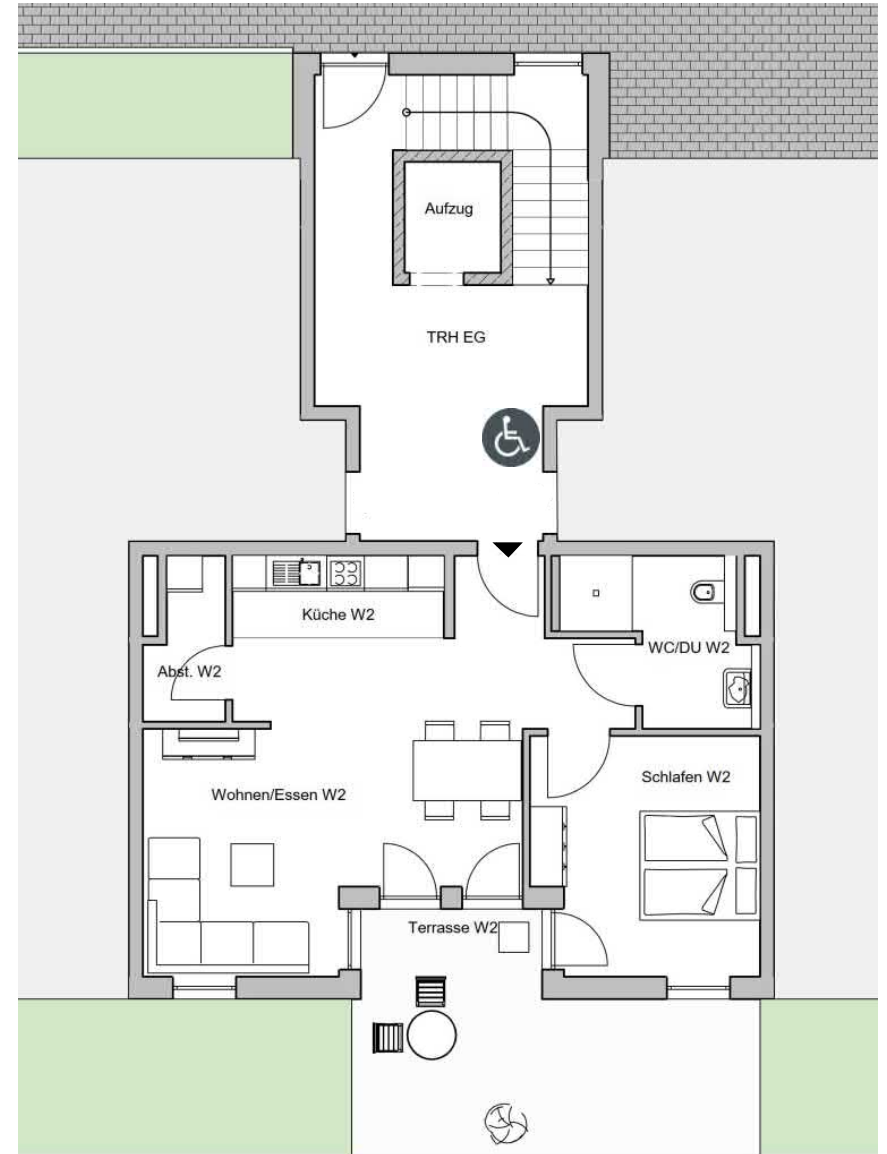 Aufzug
TRH EG
Küche W2
WC/DU W2
Abst. W2
Schlafen W2
Wohnen/Essen W2
Terrasse W2